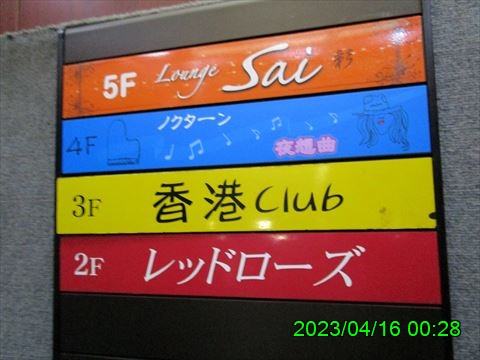 5F Lounge Sai 彩
4F ノクターン
夜想曲
3F 香港Club
2F レッドローズ
2023/04/16 00:28